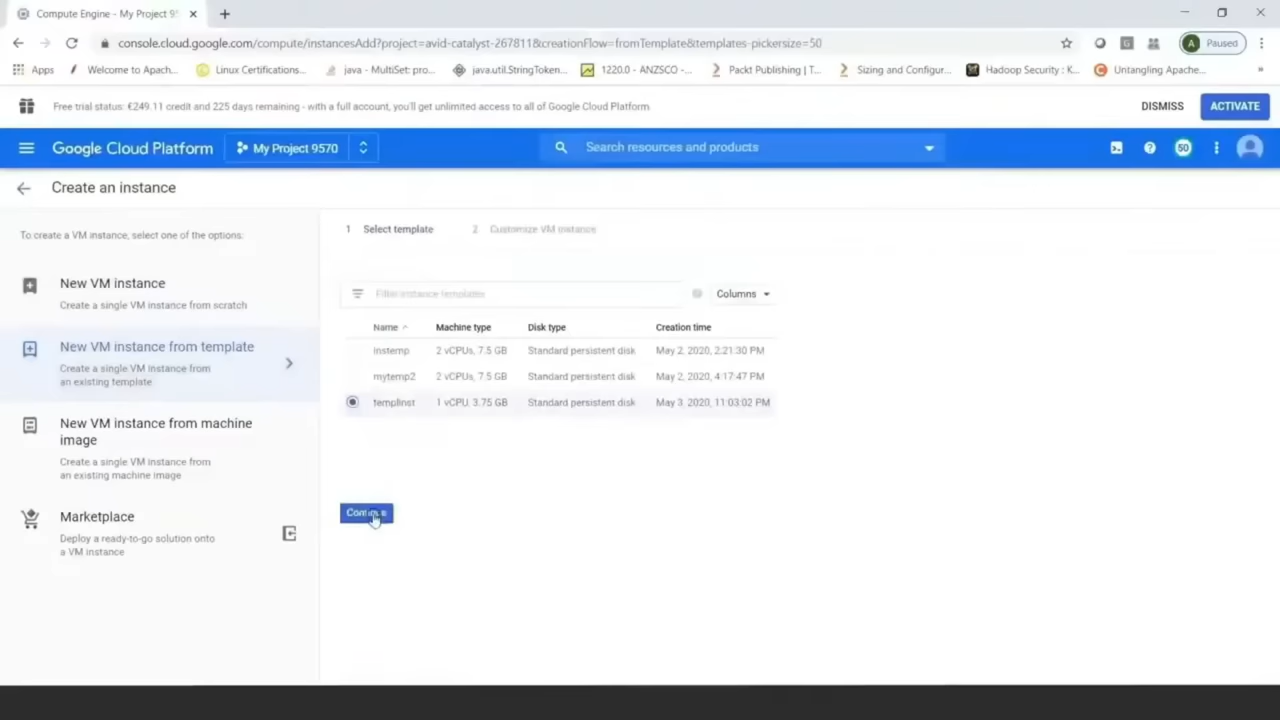 Compute Engine - My Project 95
console.cloud.google.com/compute/instancesAdd?project=avid-catalyst-267811&creationFlow=fromTemplate&templates-pickersize=50
A Paused
Apps Welcome to Apach... Linux Certifications... java - MultiSet: pro... java.util.StringToken... 1220.0 - ANZSCO -... Packt Publishing | T... Sizing and Configur... Hadoop Security : K... Untangling Apache... »
Free trial status: €249.11 credit and 225 days remaining - with a full account, you'll get unlimited access to all of Google Cloud Platform DISMISS ACTIVATE
Google Cloud Platform My Project 9570 Search resources and products 50
Create an instance
To create a VM instance, select one of the options:
New VM instance
Create a single VM instance from scratch
New VM instance from template
Create a single VM instance from
an existing template
New VM instance from machine
image
Create a single VM instance from
an existing machine image
Marketplace
Deploy a ready-to-go solution onto
a VM instance
1 Select template 2 Customize VM instance
Filter instance templates Columns
Name Machine type Disk type Creation time
instemp 2 vCPUs, 7.5 GB Standard persistent disk May 2, 2020, 2:21:30 PM
mytemp2 2 vCPUs, 7.5 GB Standard persistent disk May 2, 2020, 4:17:47 PM
templinst 1 vCPU, 3.75 GB Standard persistent disk May 3, 2020, 11:03:02 PM
Continue